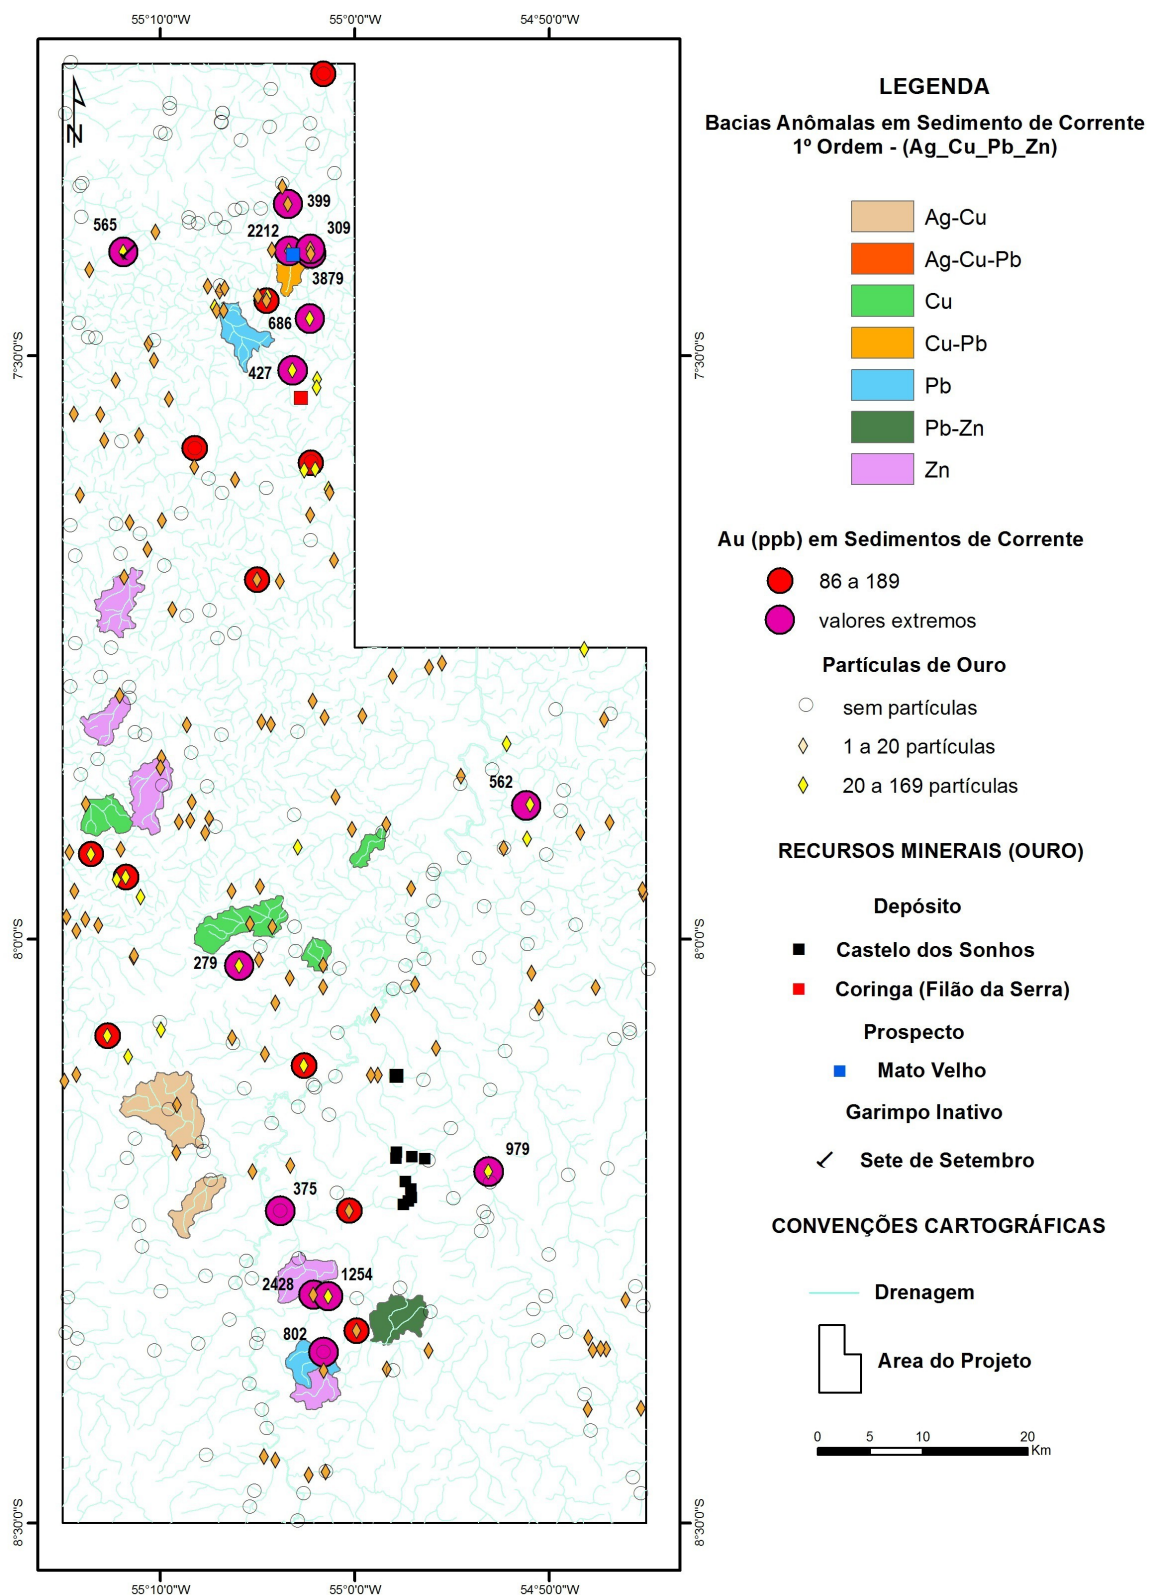 55°10'0"W
55°00'0"W
54°50'0"W
N
399
565
2212
309
3879
686
427
7°30'0"S
7°30'0"S
562
8°0'0"S
8°0'0"S
279
979
375
2428
1254
802
8°30'0"S
8°30'0"S
55°10'0"W
55°00'0"W
54°50'0"W
LEGENDA
Bacias Anômalas em Sedimento de Corrente
1º Ordem - (Ag_Cu_Pb_Zn)
Ag-Cu
Ag-Cu-Pb
Cu
Cu-Pb
Pb
Pb-Zn
Zn
Au (ppb) em Sedimentos de Corrente
86 a 189
valores extremos
Partículas de Ouro
sem partículas
1 a 20 partículas
20 a 169 partículas
RECURSOS MINERAIS (OURO)
Depósito
Castelo dos Sonhos
Coringa (Filão da Serra)
Prospecto
Mato Velho
Garimpo Inativo
Sete de Setembro
CONVENÇÕES CARTOGRÁFICAS
Drenagem
Area do Projeto
0 5 10 20
Km